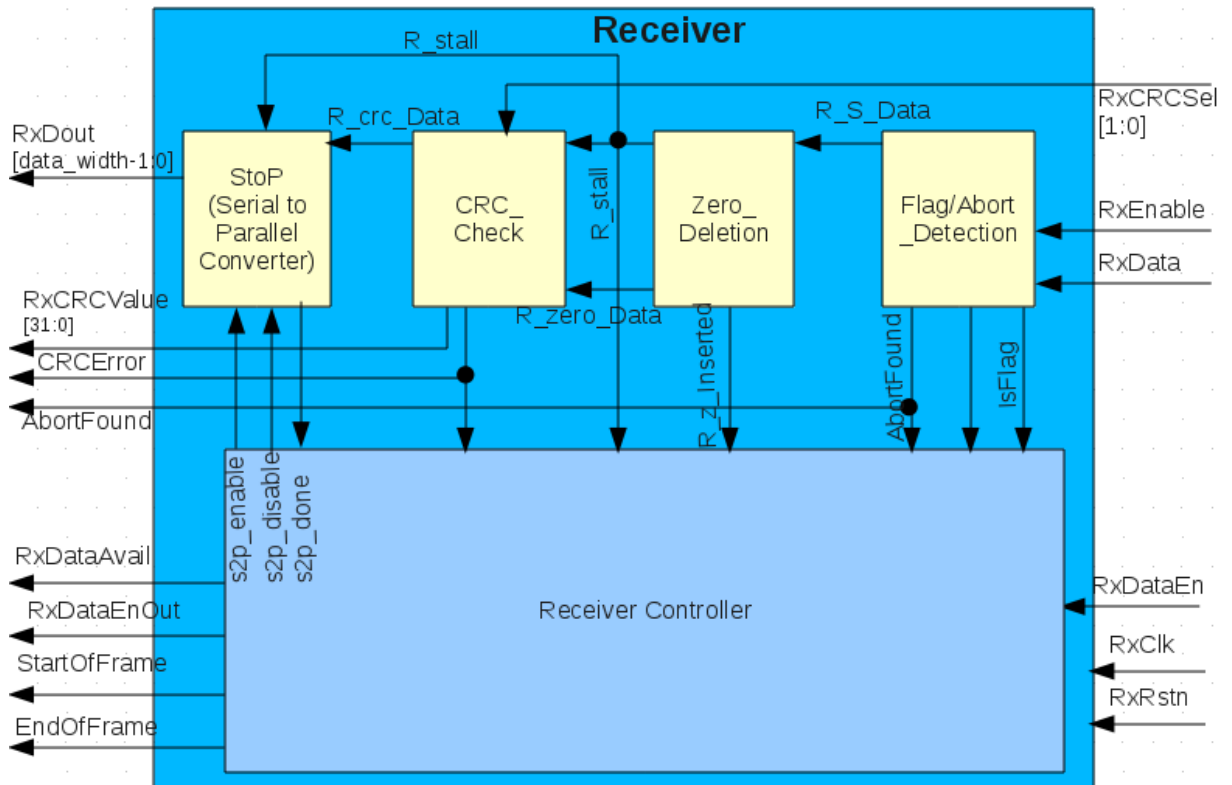 Receiver
R_stall
RxCRCSel
[1:0]
R_crc_Data
R_S_Data
RxDout
[data_width-1:0]
StoP
(Serial to
Parallel
Converter)
CRC_
Check
R_stall
Zero_
Deletion
Flag/Abort
_Detection
RxEnable
RxData
RxCRCValue
[31:0]
R_zero_Data
CRCError
AbortFound
R_z_Inserted
AbortFound
IsFlag
s2p_enable
s2p_disable
s2p_done
RxDataAvail
RxDataEnOut
StartOfFrame
EndOfFrame
Receiver Controller
RxDataEn
RxClk
RxRstn